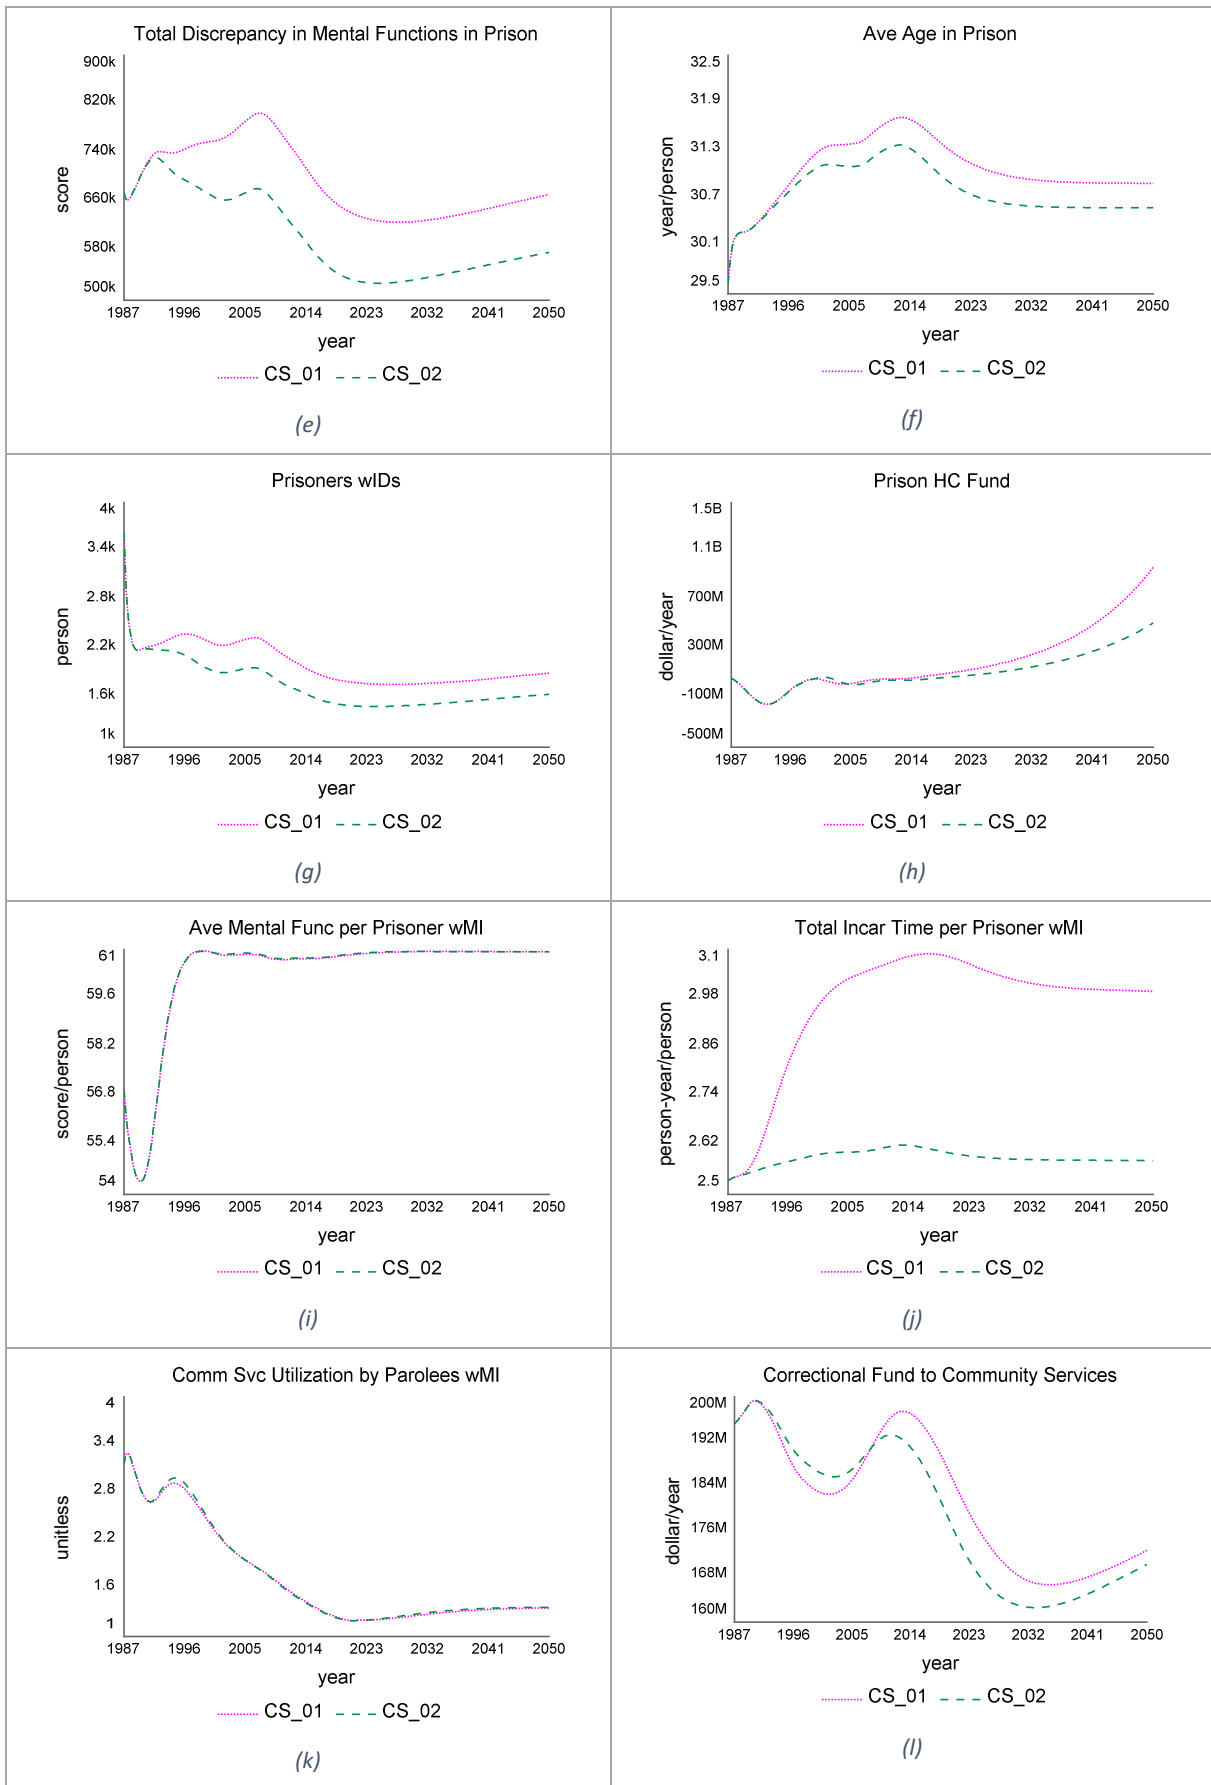 Total Discrepancy in Mental Functions in Prison
900k
820k
740k
660k
580k
500k
score
1987 1996 2005 2014 2023 2032 2041 2050
year
CS_01 CS_02
(e)
Ave Age in Prison
32.5
31.9
31.3
30.7
30.1
29.5
year/person
1987 1996 2005 2014 2023 2032 2041 2050
year
CS_01 CS_02
(f)
Prisoners wIDs
4k
3.4k
2.8k
2.2k
1.6k
1k
person
1987 1996 2005 2014 2023 2032 2041 2050
year
CS_01 CS_02
(g)
Prison HC Fund
1.5B
1.1B
700M
300M
-100M
-500M
dollar/year
1987 1996 2005 2014 2023 2032 2041 2050
year
CS_01 CS_02
(h)
Ave Mental Func per Prisoner wMI
61
59.6
58.2
56.8
55.4
54
score/person
1987 1996 2005 2014 2023 2032 2041 2050
year
CS_01 CS_02
(i)
Total Incar Time per Prisoner wMI
3.1
2.98
2.86
2.74
2.62
2.5
person-year/person
1987 1996 2005 2014 2023 2032 2041 2050
year
CS_01 CS_02
(j)
Comm Svc Utilization by Parolees wMI
4
3.4
2.8
2.2
1.6
1
unitless
1987 1996 2005 2014 2023 2032 2041 2050
year
CS_01 CS_02
(k)
Correctional Fund to Community Services
200M
192M
184M
176M
168M
160M
dollar/year
1987 1996 2005 2014 2023 2032 2041 2050
year
CS_01 CS_02
(l)